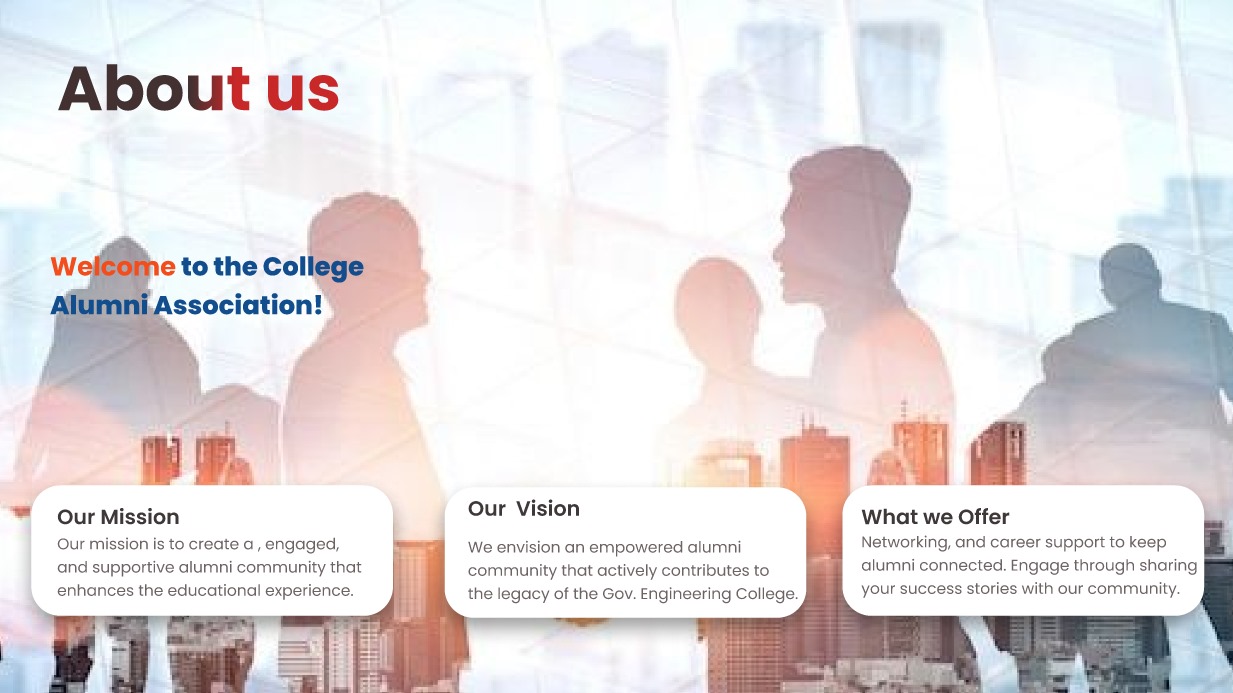 About us
Welcome to the College
Alumni Association!
Our Mission
Our mission is to create a , engaged,
and supportive alumni community that
enhances the educational experience.
Our  Vision
We envision an empowered alumni
community that actively contributes to
the legacy of the Gov. Engineering College.
What we Offer
Networking, and career support to keep
alumni connected. Engage through sharing
your success stories with our community.